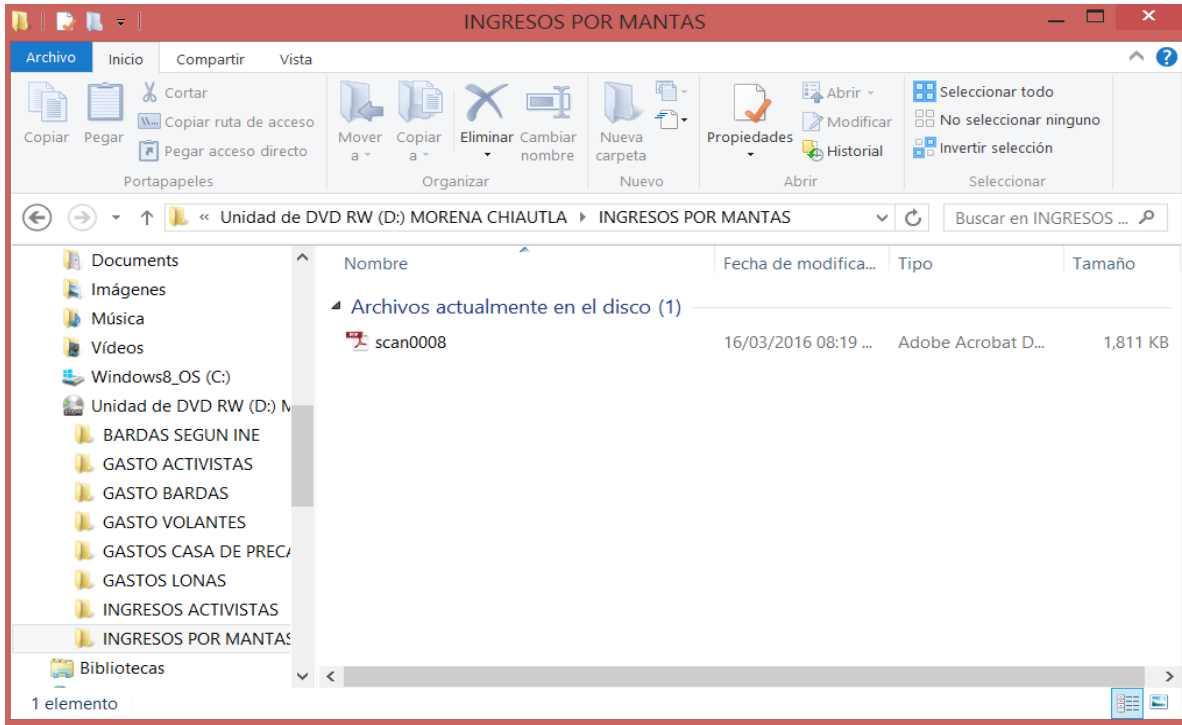 INGRESOS POR MANTAS
Archivo Inicio Compartir Vista
Copiar
Pegar
Cortar
Copiar ruta de acceso
Pegar acceso directo
Portapapeles
Mover a
Copiar a
Eliminar
Cambiar nombre
Organizar
Nueva carpeta
Nuevo
Propiedades
Abrir
Modificar
Historial
Abrir
Seleccionar todo
No seleccionar ninguno
Invertir selección
Seleccionar
« Unidad de DVD RW (D:) MORENA CHIAUTLA INGRESOS POR MANTAS
Buscar en INGRESOS ...
Documents
Imágenes
Música
Vídeos
Windows8_OS (C:)
Unidad de DVD RW (D:) M
BARDAS SEGUN INE
GASTO ACTIVISTAS
GASTO BARDAS
GASTO VOLANTES
GASTOS CASA DE PRECA
GASTOS LONAS
INGRESOS ACTIVISTAS
INGRESOS POR MANTAS
Bibliotecas
Nombre Fecha de modifica... Tipo Tamaño
Archivos actualmente en el disco (1)
scan0008 16/03/2016 08:19 ... Adobe Acrobat D... 1,811 KB
1 elemento